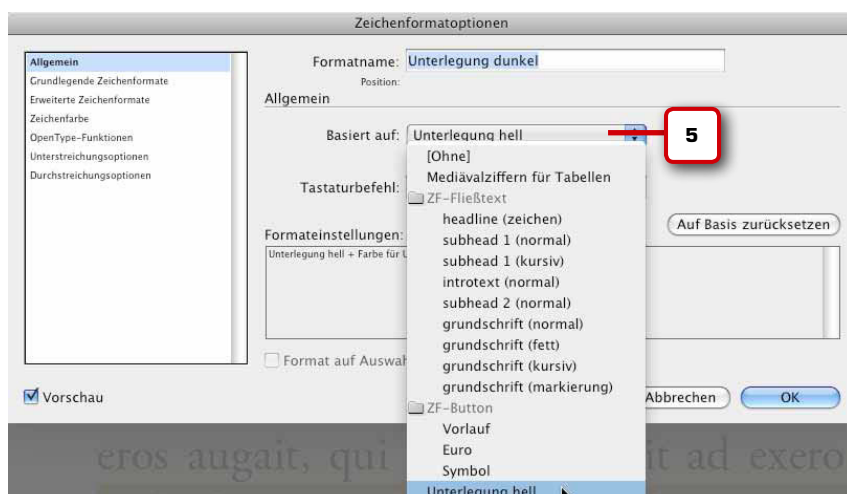 Zeichenformatoptionen
Allgemein
Grundlegende Zeichenformate
Erweiterte Zeichenformate
Zeichenfarbe
OpenType-Funktionen
Unterstreichungsoptionen
Durchstreichungsoptionen
Formatname: Unterlegung dunkel
Position:
Allgemein
Basiert auf: Unterlegung hell
5
[Ohne]
Mediävalziffern für Tabellen
Tastaturbefehl:
ZF-Fließtext
headline (zeichen)
Auf Basis zurücksetzen
Formateinstellungen:
subhead 1 (normal)
Unterlegung hell + Farbe für U
subhead 1 (kursiv)
introtext (normal)
subhead 2 (normal)
grundschrift (normal)
grundschrift (fett)
Format auf Auswah
grundschrift (kursiv)
grundschrift (markierung)
Vorschau
Abbrechen
OK
ZF-Button
Vorlauf
Euro
Symbol
Unterlegung hell
eros augait, qui it ad exero